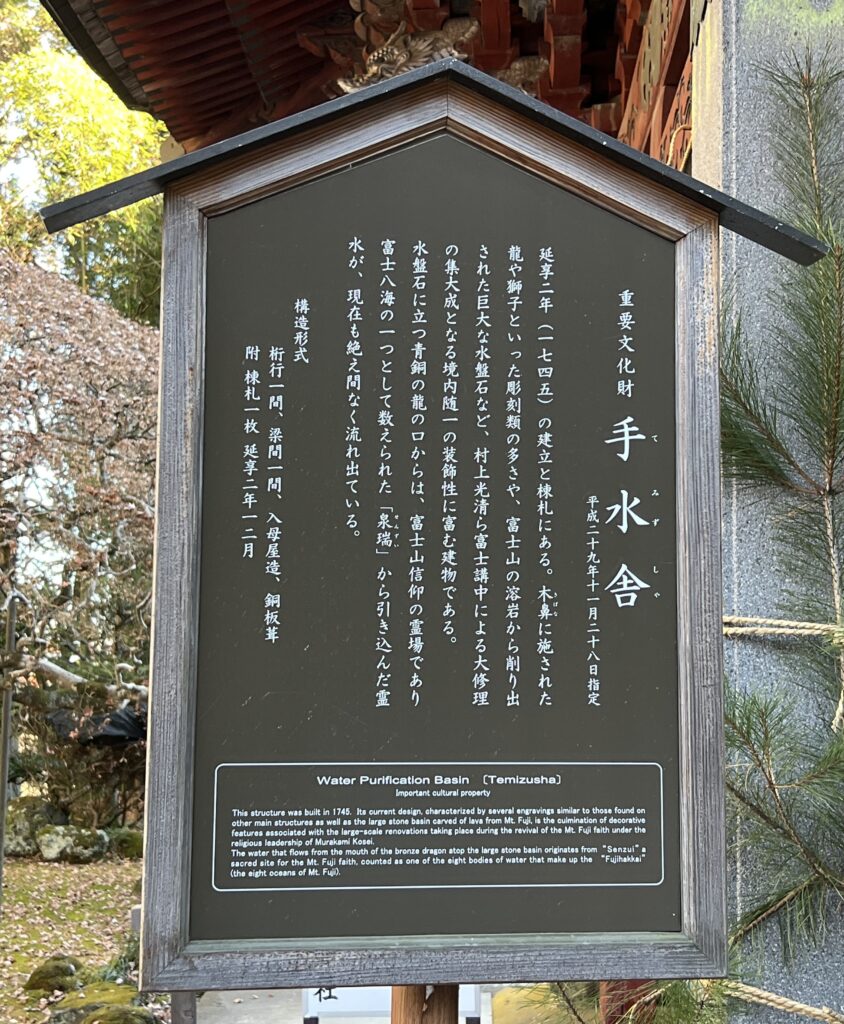 重要文化財 手水舎
てみずしや
平成二十九年十一月二十八日指定
延享二年（一七四五）の建立と棟札にある。木鼻に施された
きばな
龍や獅子といった彫刻類の多さや、富士山の溶岩から削り出
された巨大な水盤石など、村上光清ら富士講中による大修理
の集大成となる境内随一の装飾性に富む建物である。
水盤石に立つ青銅の龍の口からは、富士山信仰の霊場であり
富士八海の一つとして数えられた「泉瑞」から引き込んだ霊
せんずい
水が、現在も絶え間なく流れ出ている。
構造形式
桁行一間、梁間一間、入母屋造、銅板葺
附 棟札一枚 延享二年一二月
Water Purification Basin 〔Temizusha〕
Important cultural property
This structure was built in 1745. Its current design, characterized by several engravings similar to those found on
other main structures as well as the large stone basin carved of lava from Mt. Fuji, is the culmination of decorative
features associated with the large-scale renovations taking place during the revival of the Mt. Fuji faith under the
religious leadership of Murakami Kosei.
The water that flows from the mouth of the bronze dragon atop the large stone basin originates from "Senzui" a
sacred site for the Mt. Fuji faith, counted as one of the eight bodies of water that make up the "Fujihakkai"
(the eight oceans of Mt. Fuji).
社